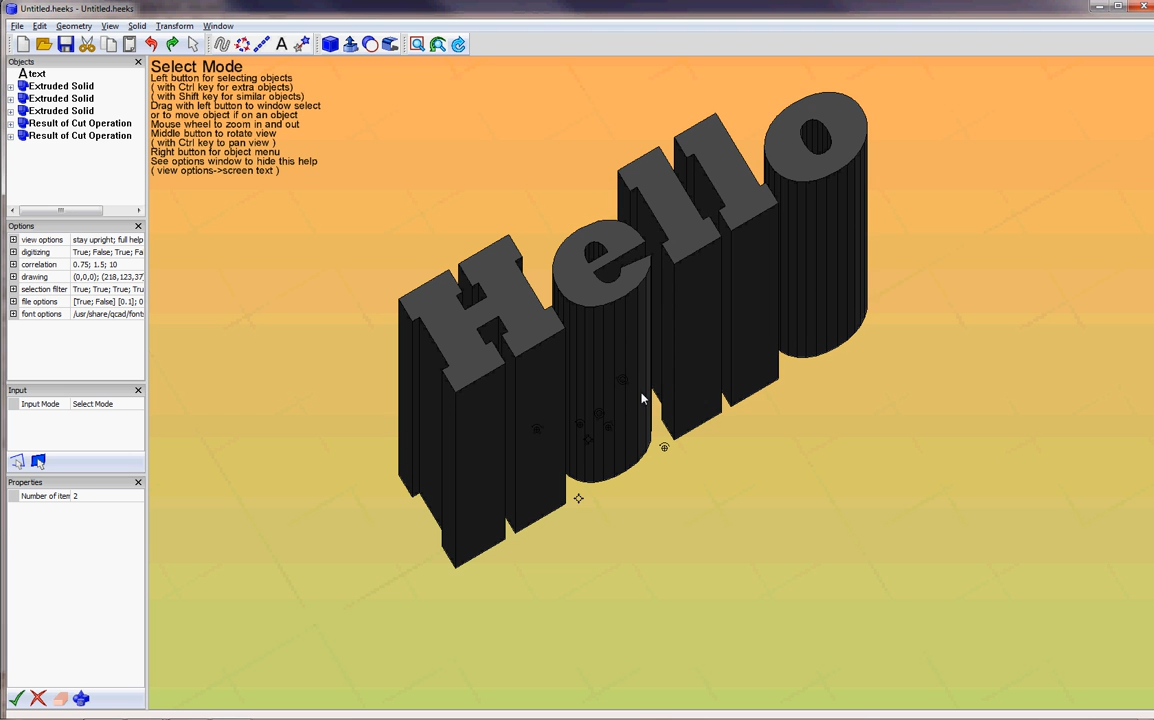 Untitled.heeks - Untitled.heeks
File Edit Geometry View Solid Transform Window
Objects
text
Extruded Solid
Extruded Solid
Extruded Solid
Result of Cut Operation
Result of Cut Operation
Options
view options stay upright; full help
digitizing True; False; True; Fa
correlation 0.75; 1.5; 10
drawing (0,0,0); (218,123,37
selection filter True; True; True; Tru
file options [True; False] [0.1]; 0
font options /usr/share/qcad/font
Input
Input Mode Select Mode
Properties
Number of item 2
Select Mode
Left button for selecting objects
( with Ctrl key for extra objects)
( with Shift key for similar objects)
Drag with left button to window select
or to move object if on an object
Mouse wheel to zoom in and out
Middle button to rotate view
( with Ctrl key to pan view )
Right button for object menu
See options window to hide this help
( view options->screen text )
Hello